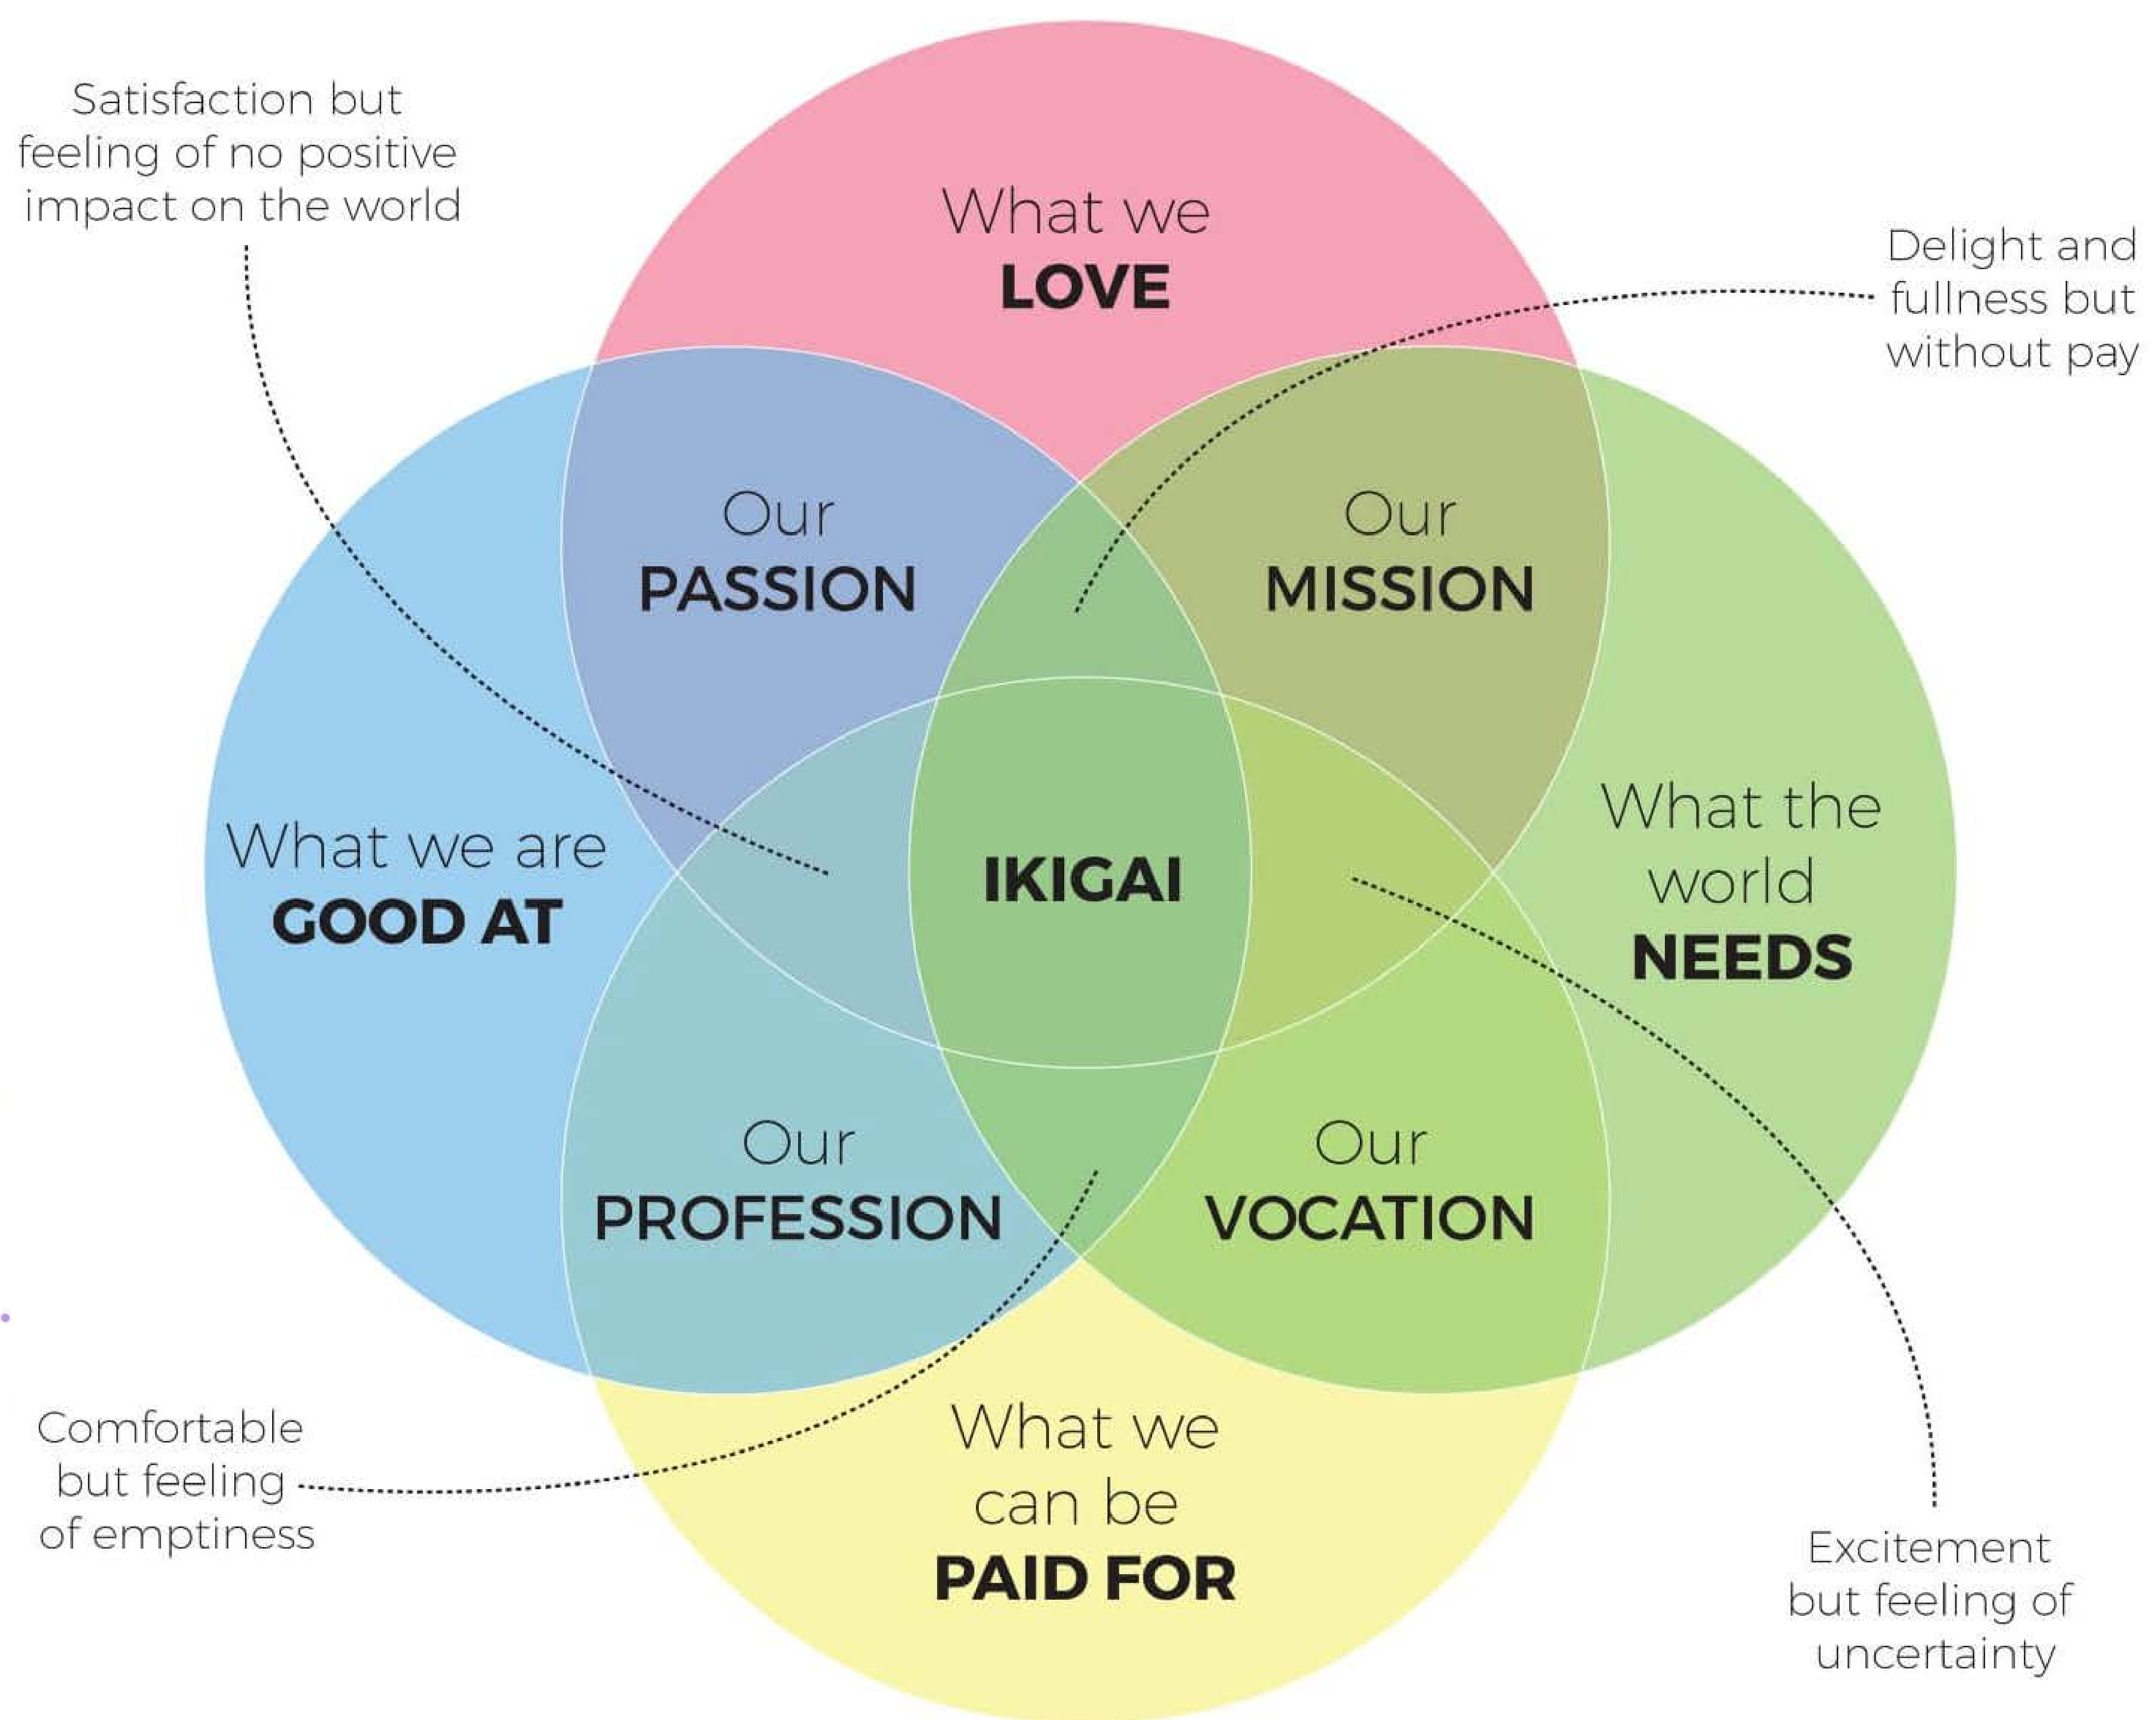 Satisfaction but
feeling of no positive
impact on the world
What we
LOVE
Delight and
fullness but
without pay
Our
PASSION
Our
MISSION
What we are
GOOD AT
IKIGAI
What the
world
NEEDS
Our
PROFESSION
Our
VOCATION
Comfortable
but feeling
of emptiness
What we
can be
PAID FOR
Excitement
but feeling of
uncertainty